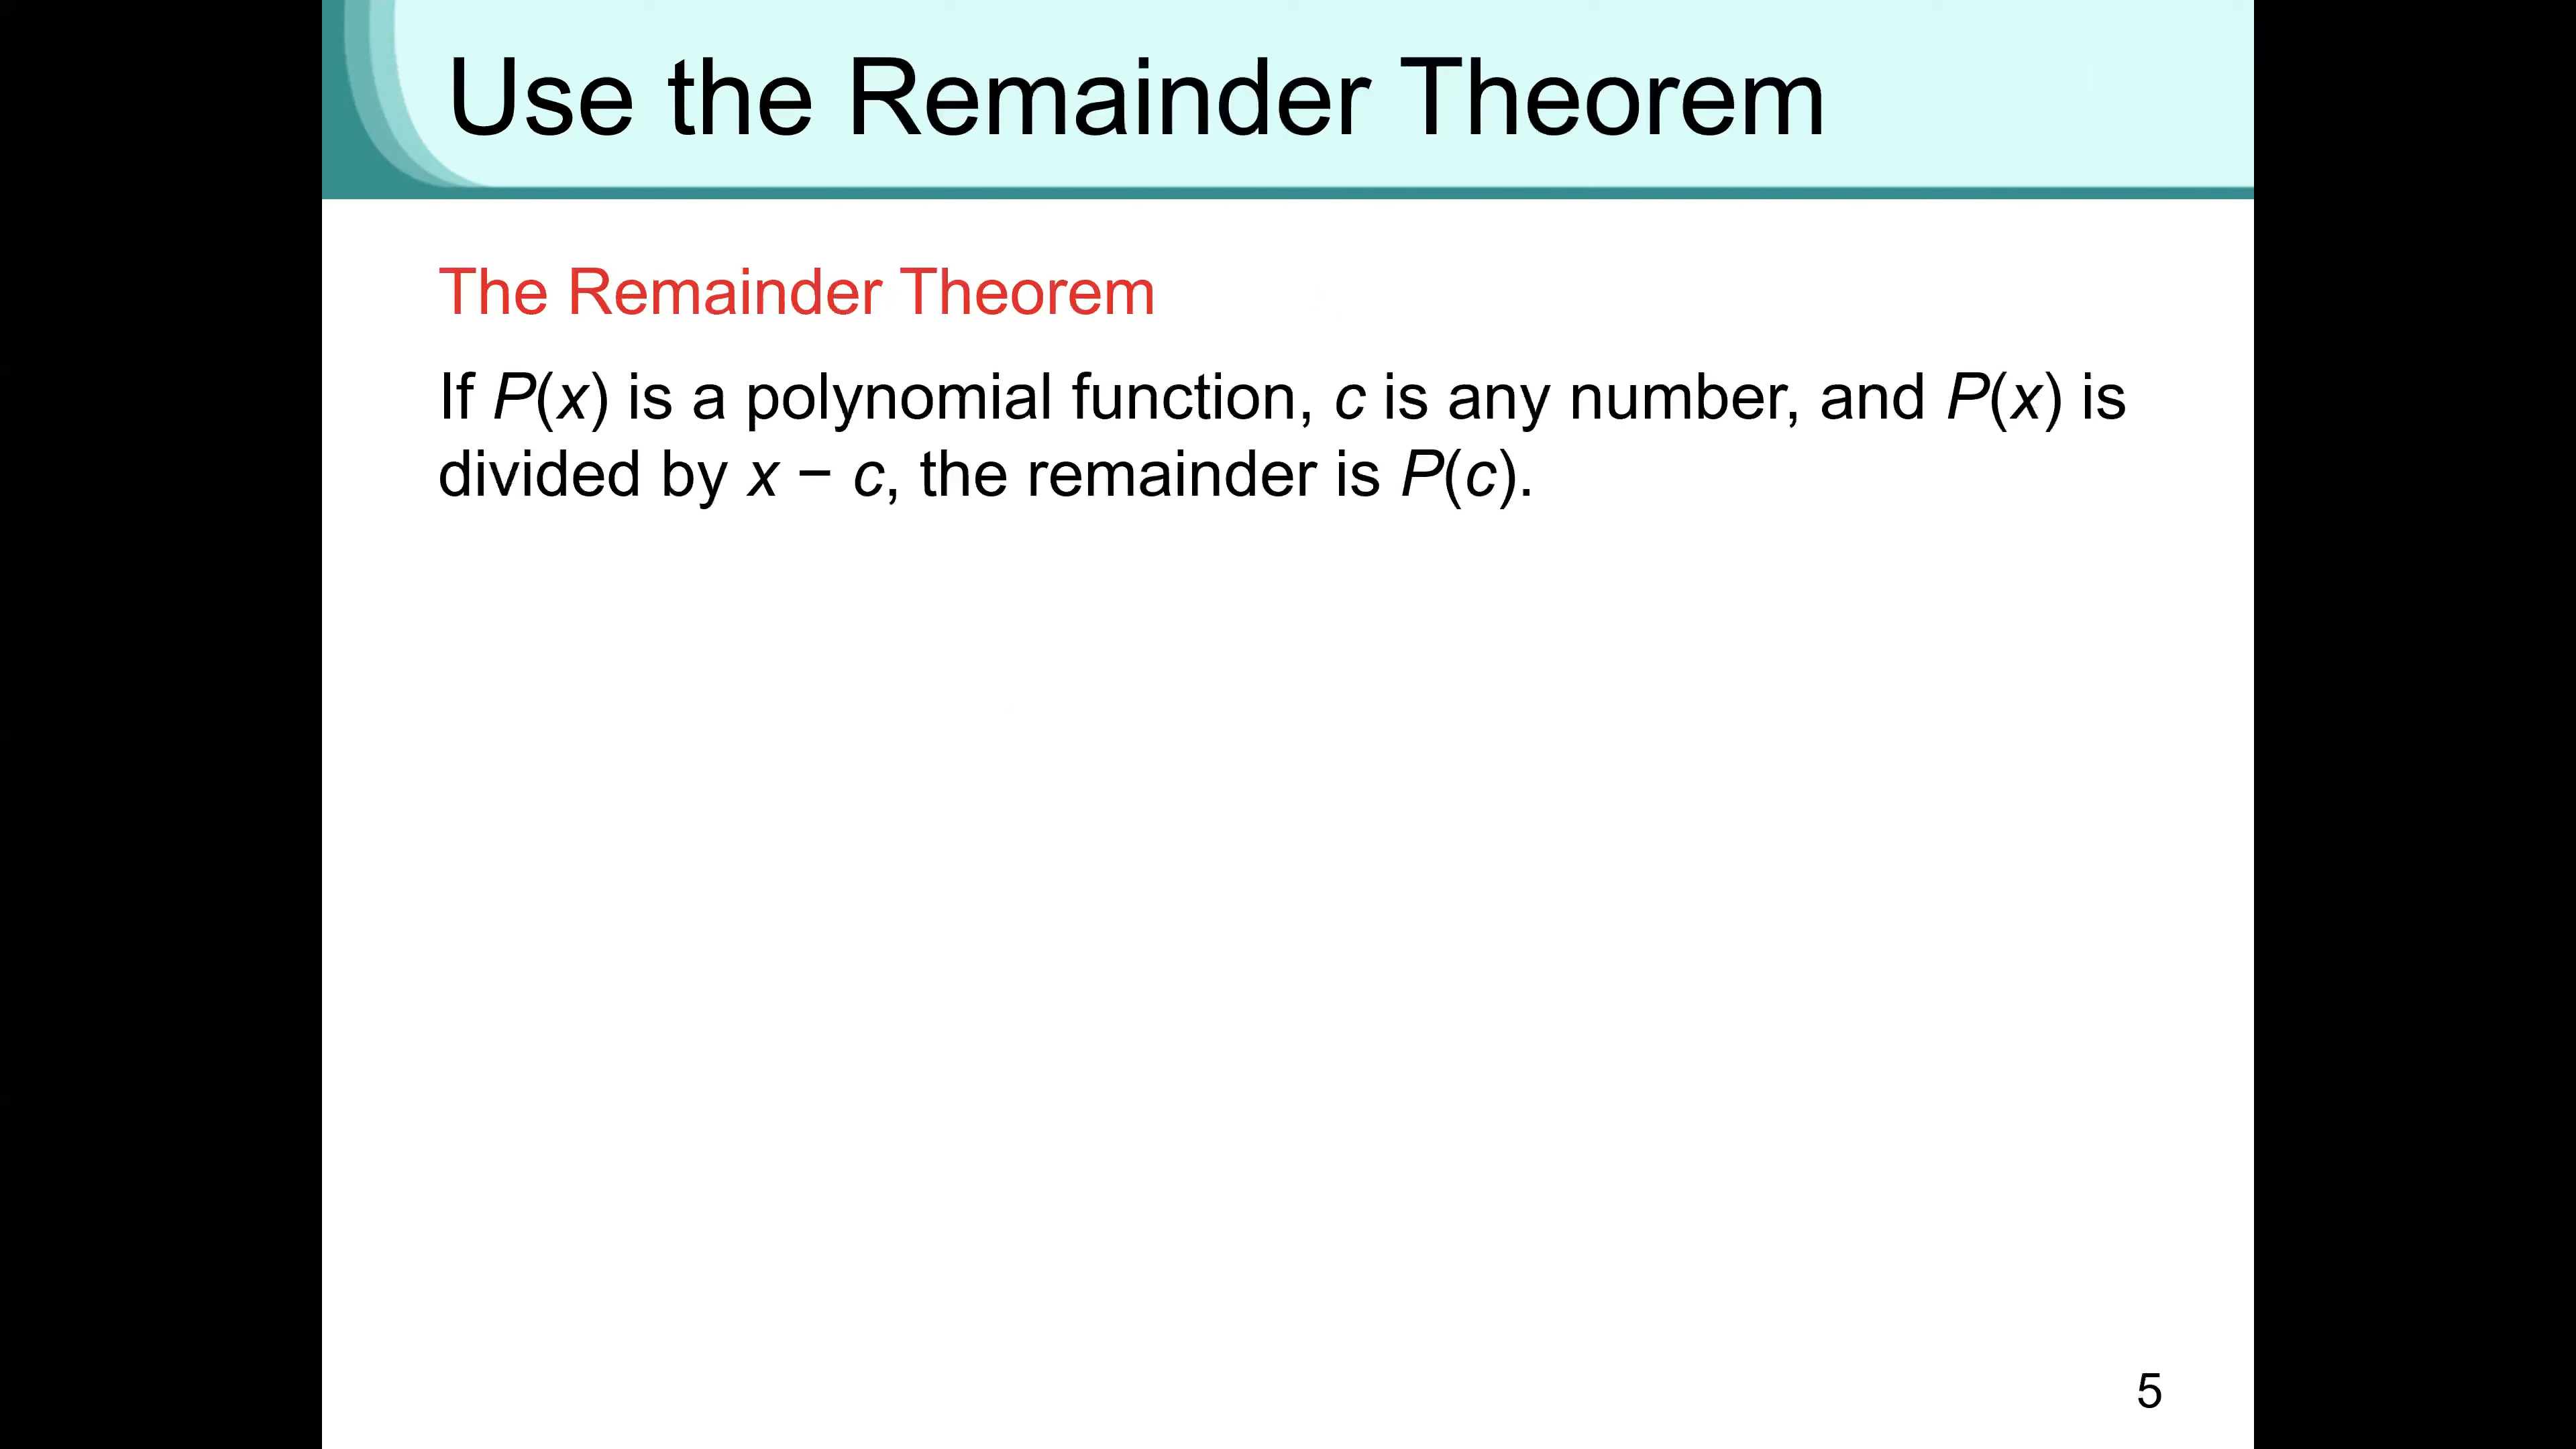 Use the Remainder Theorem
The Remainder Theorem
If P(x) is a polynomial function, c is any number, and P(x) is
divided by x − c, the remainder is P(c).
5